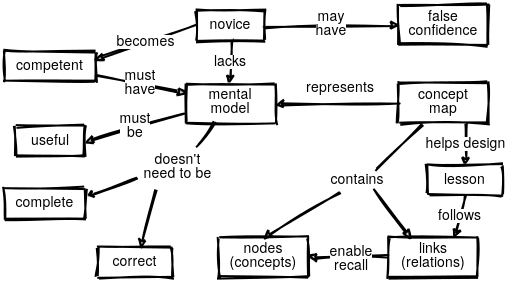 novice
may
have
false
confidence
becomes
competent
lacks
must
have
mental
model
represents
concept
map
must
be
useful
helps design
doesn't
need to be
complete
contains
lesson
follows
correct
nodes
(concepts)
enable
recall
links
(relations)